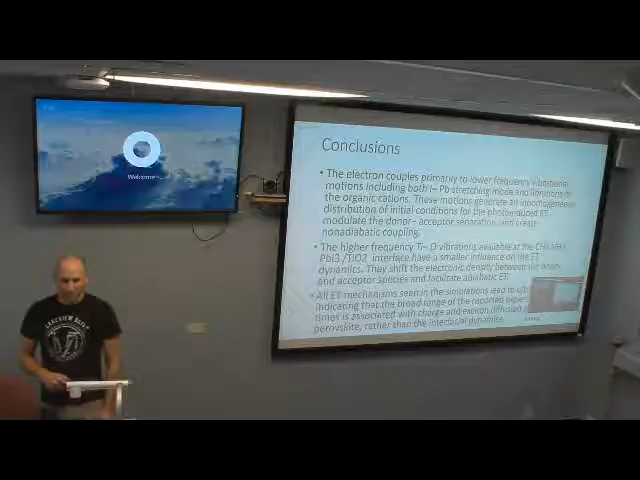 Welcome
Conclusions
• The electron couples primarily to lower frequency vibrational
motions including both I– Pb stretching mode and librations of
the organic cations. These motions generate an inhomogeneous
distribution of initial conditions for the photoinduced ET
modulate the donor– acceptor separation, and create
nonadiabatic coupling.
• The higher frequency Ti– O vibrations available at the
PbI3 /TiO2 interface have a smaller influence on the ET
dynamics. They shift the electronic density between the donor
and acceptor species and facilitate adiabatic ET.
All ET mechanisms seen in the simulations lead to
indicating that the broad range of the reported
times is associated with charge and exciton diffusion
perovskite, rather than the interfacial dynamics.
LAKEVIEW